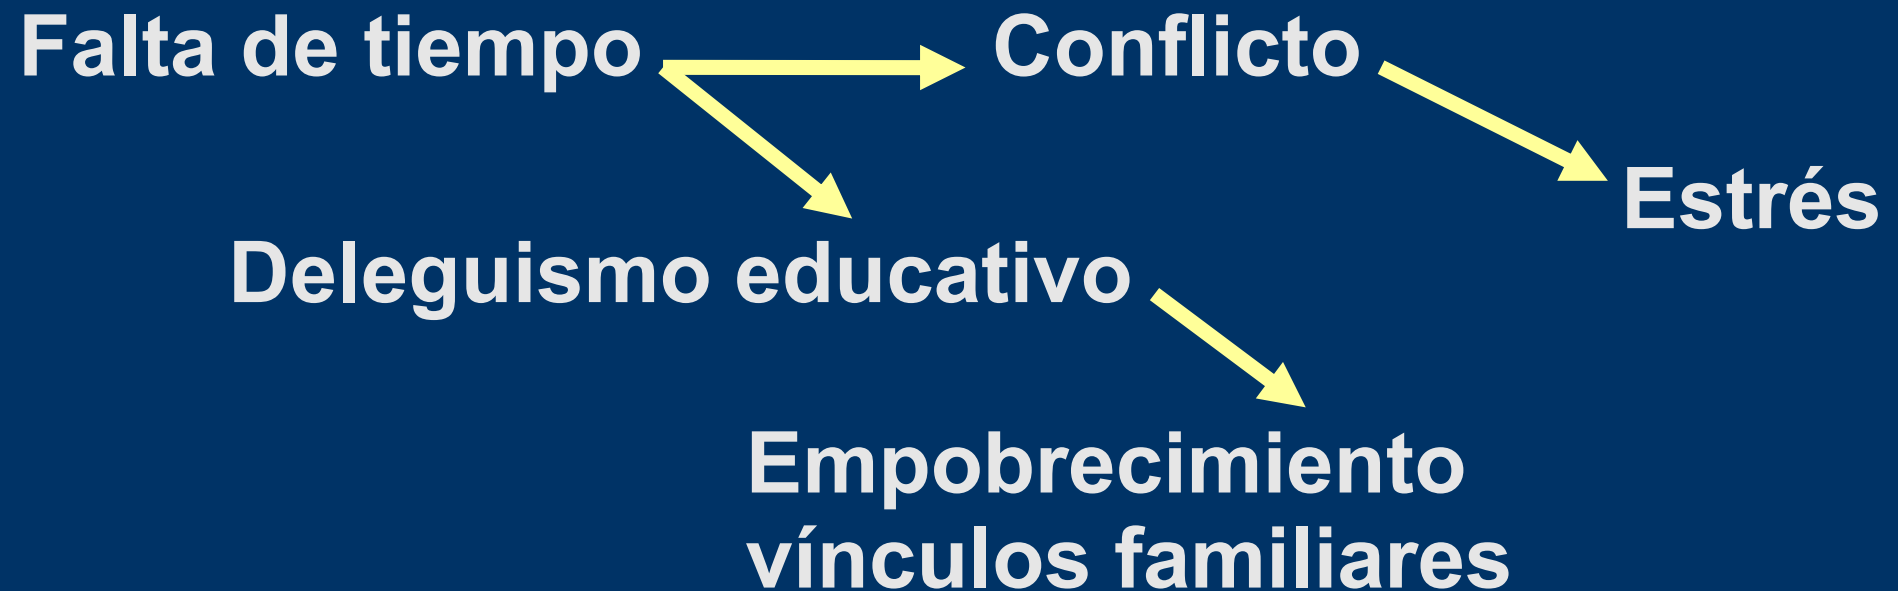 Falta de tiempo
Conflicto
Estrés
Deleguismo educativo
Empobrecimiento
vínculos familiares